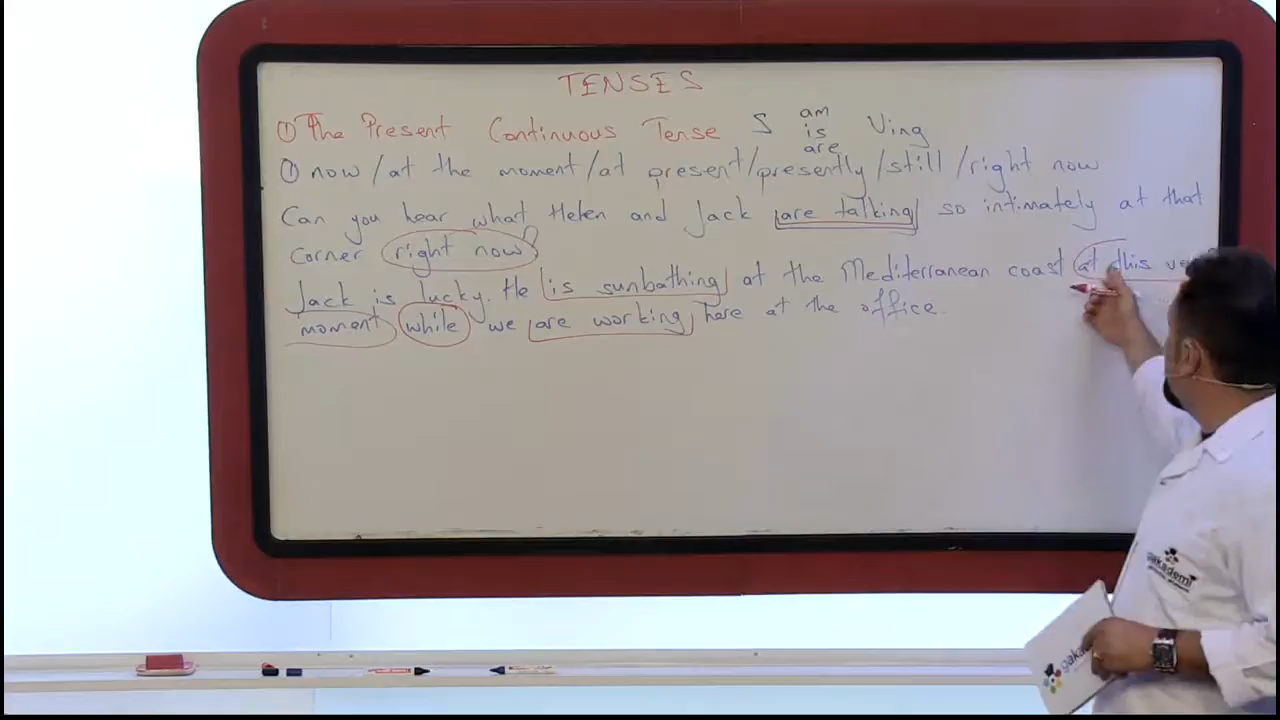 TENSES
① The Present Continuous Tense S am is are Ving
① now / at the moment / at present / presently / still / right now
Can you hear what Helen and Jack are talking so intimately at that
corner right now?
Jack is lucky. He is sunbathing at the Mediterranean coast at this
moment while we are working here at the office.
gakademi